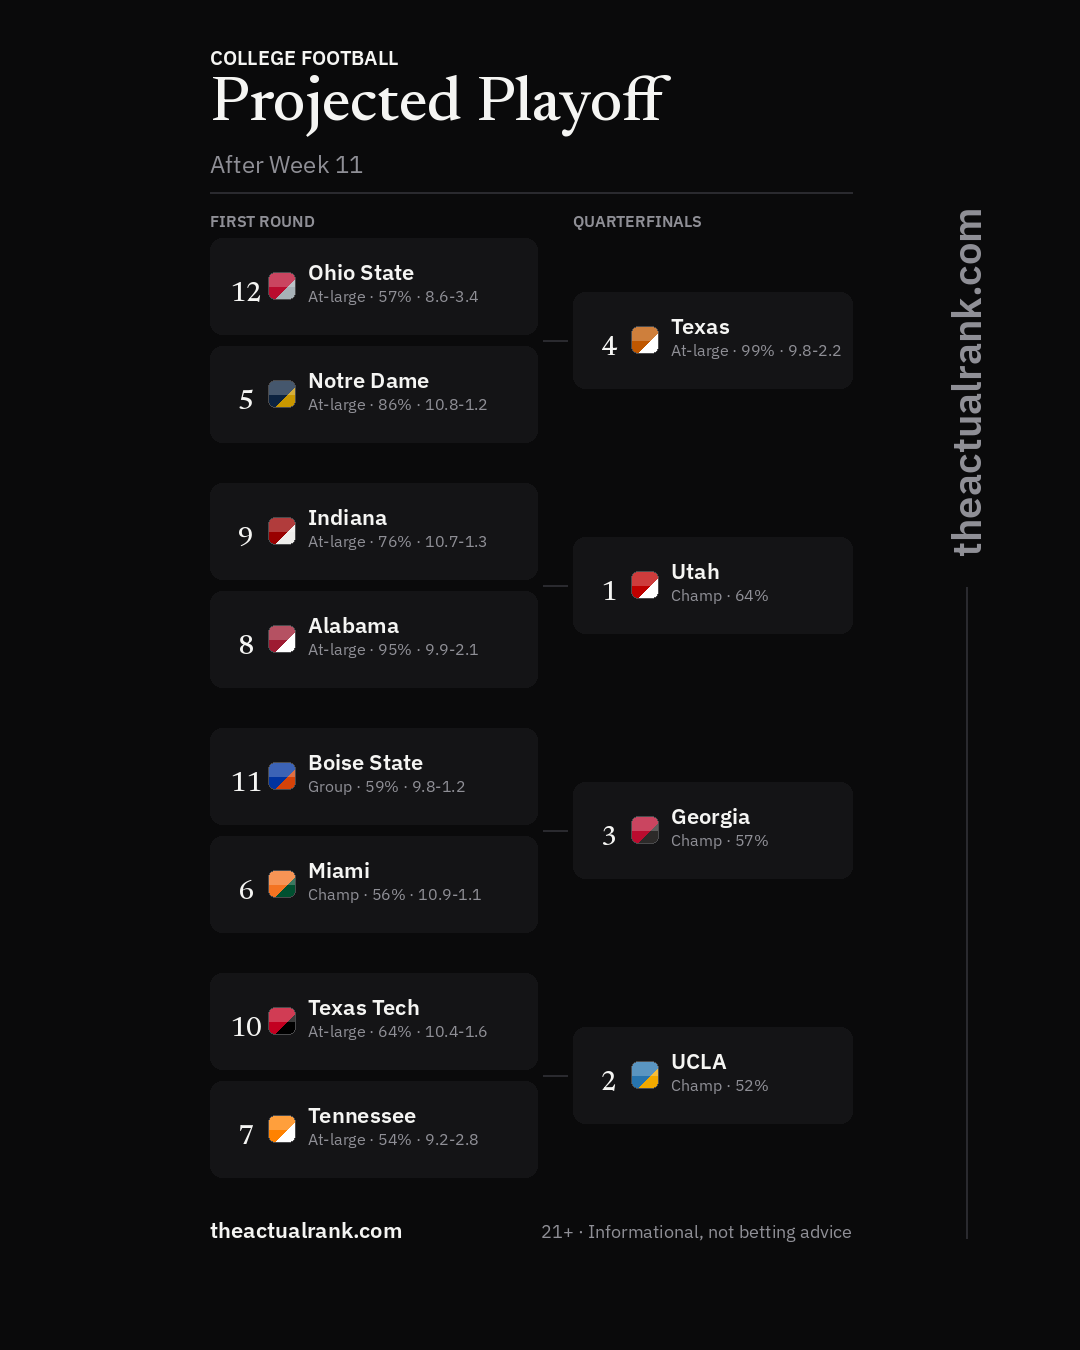 COLLEGE FOOTBALL
Projected Playoff
After Week 11
FIRST ROUND
12
Ohio State
At-large · 57% · 8.6-3.4
5
Notre Dame
At-large · 86% · 10.8-1.2
9
Indiana
At-large · 76% · 10.7-1.3
8
Alabama
At-large · 95% · 9.9-2.1
11
Boise State
Group · 59% · 9.8-1.2
6
Miami
Champ · 56% · 10.9-1.1
10
Texas Tech
At-large · 64% · 10.4-1.6
7
Tennessee
At-large · 54% · 9.2-2.8
QUARTERFINALS
4
Texas
At-large · 99% · 9.8-2.2
1
Utah
Champ · 64%
3
Georgia
Champ · 57%
2
UCLA
Champ · 52%
theactualrank.com
theactualrank.com
21+ · Informational, not betting advice